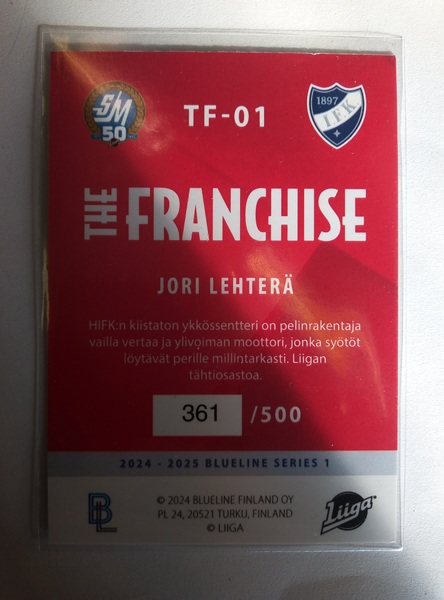 SM
50
TF-01
1897
IFK
THE FRANCHISE
JORI LEHTERÄ
HIFK:n kiistaton ykkössentteri on pelinrakentaja
vailla vertaa ja ylivoiman moottori, jonka syötöt
löytävät perille millintarkasti. Liigan
tähtiosastoa.
361 /500
2024 - 2025 BLUELINE SERIES 1
BL
© 2024 BLUELINE FINLAND OY
PL 24, 20521 TURKU, FINLAND
© LIIGA
Liiga